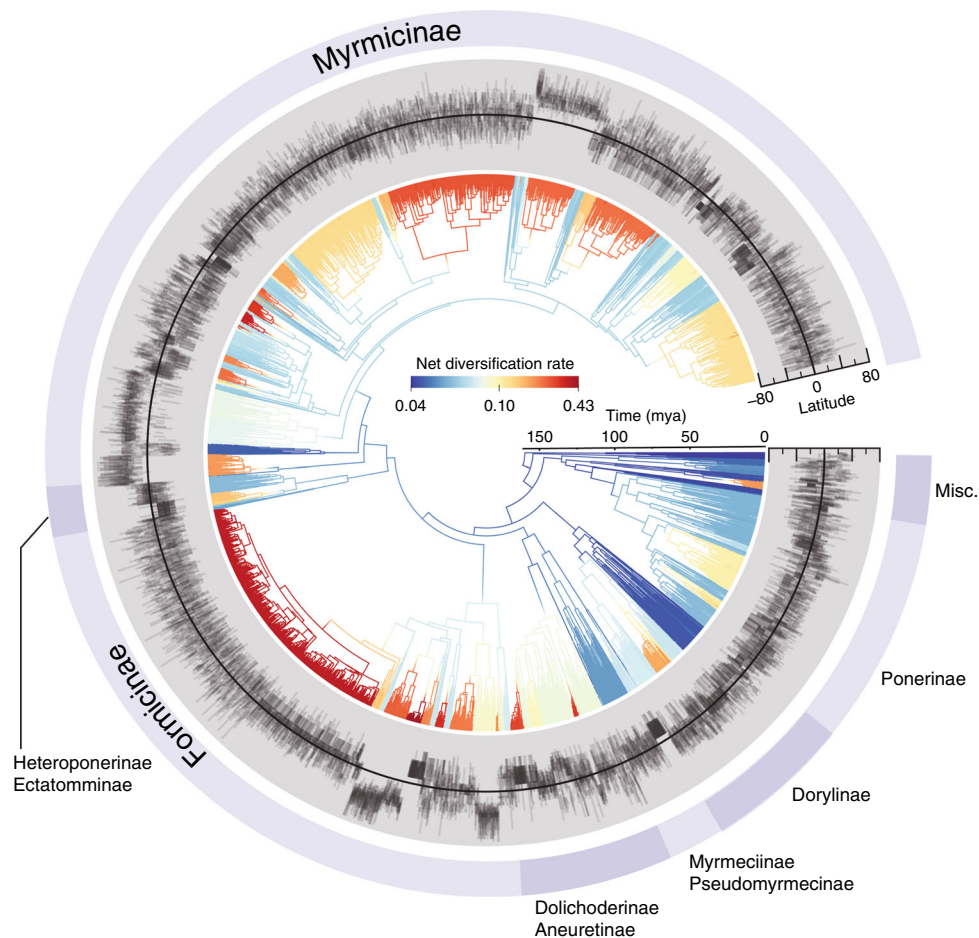 Myrmicinae
Net diversification rate
0.04 0.10 0.43
–80 0 80
Latitude
Time (mya)
150 100 50 0
Misc.
Ponerinae
Dorylinae
Myrmeciinae
Pseudomyrmecinae
Dolichoderinae
Aneuretinae
Formicinae
Heteroponerinae
Ectatomminae